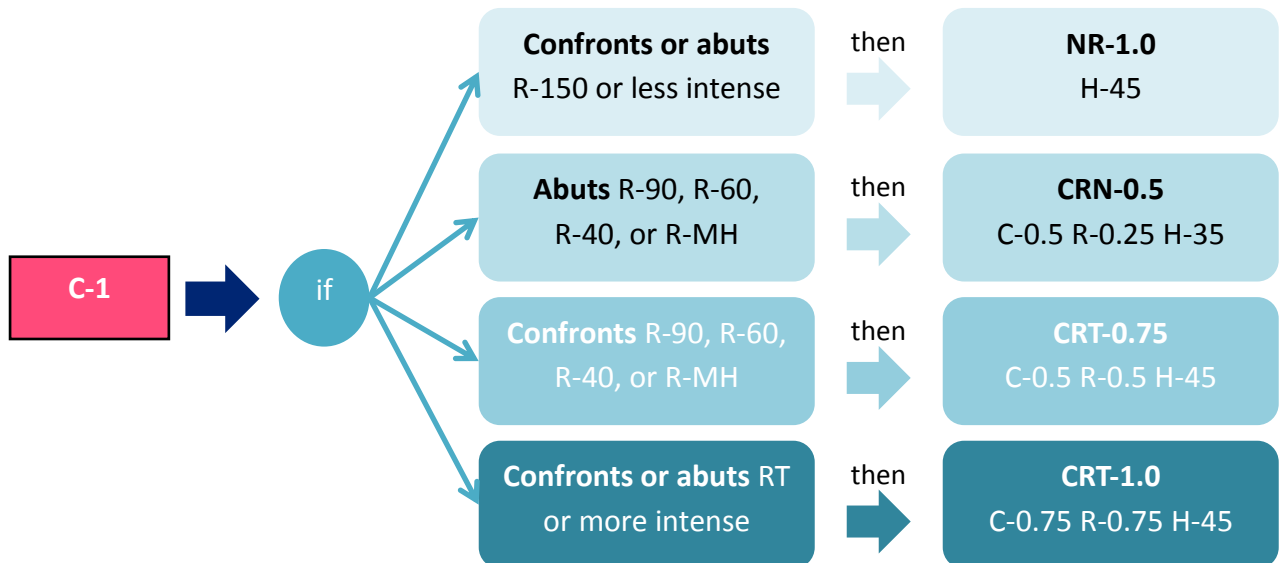 C-1
if
Confronts or abuts
R-150 or less intense
then
NR-1.0
H-45
Abuts R-90, R-60,
R-40, or R-MH
then
CRN-0.5
C-0.5 R-0.25 H-35
Confronts R-90, R-60,
R-40, or R-MH
then
CRT-0.75
C-0.5 R-0.5 H-45
Confronts or abuts RT
or more intense
then
CRT-1.0
C-0.75 R-0.75 H-45